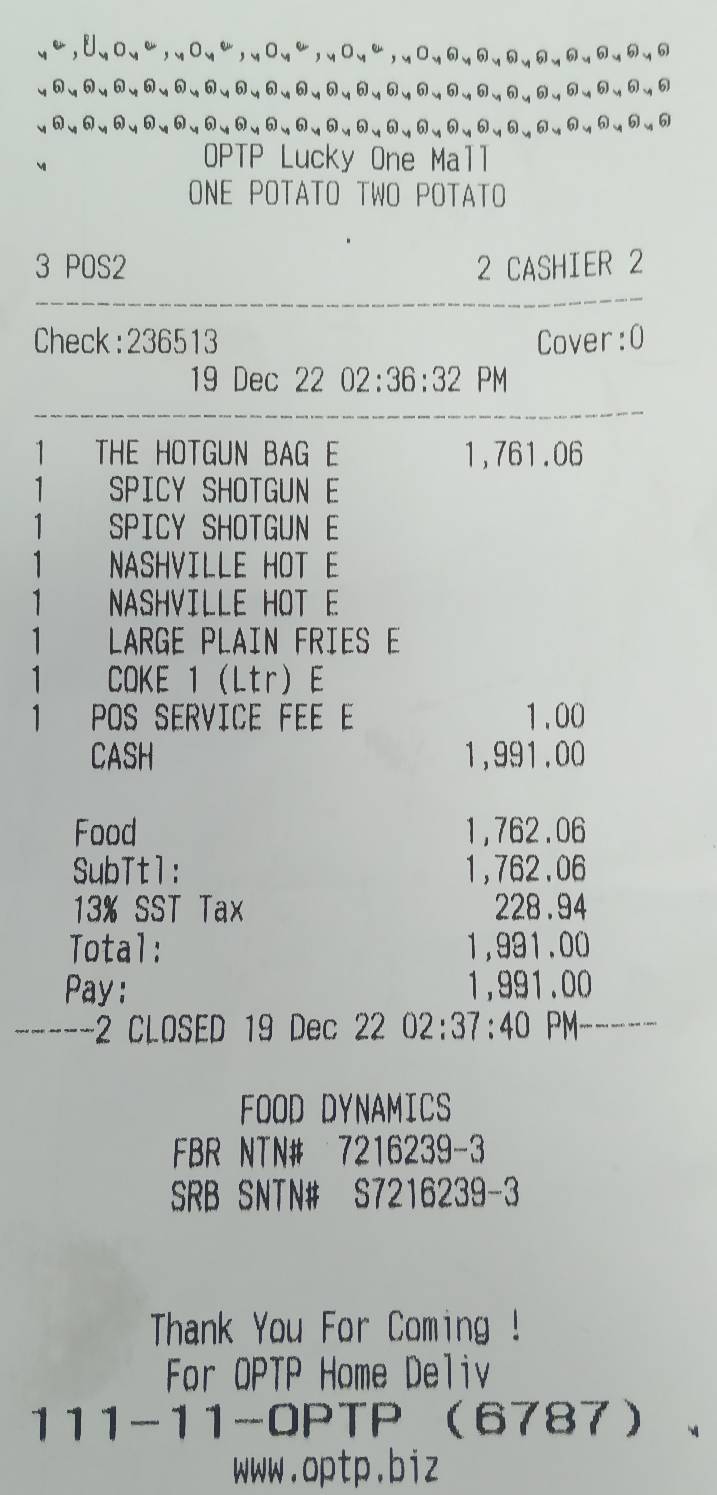 OPTP Lucky One Mall
ONE POTATO TWO POTATO
3 POS2 2 CASHIER 2
Check:236513 Cover:0
19 Dec 22 02:36:32 PM
1 THE HOTGUN BAG E 1,761.06
1 SPICY SHOTGUN E
1 SPICY SHOTGUN E
1 NASHVILLE HOT E
1 NASHVILLE HOT E
1 LARGE PLAIN FRIES E
1 COKE 1 (Ltr) E
1 POS SERVICE FEE E 1.00
CASH 1,991.00
Food 1,762.06
SubTtl: 1,762.06
13% SST Tax 228.94
Total: 1,991.00
Pay: 1,991.00
-----2 CLOSED 19 Dec 22 02:37:40 PM-----
FOOD DYNAMICS
FBR NTN# 7216239-3
SRB SNTN# S7216239-3
Thank You For Coming !
For OPTP Home Deliv
111-11-OPTP (6787)
www.optp.biz